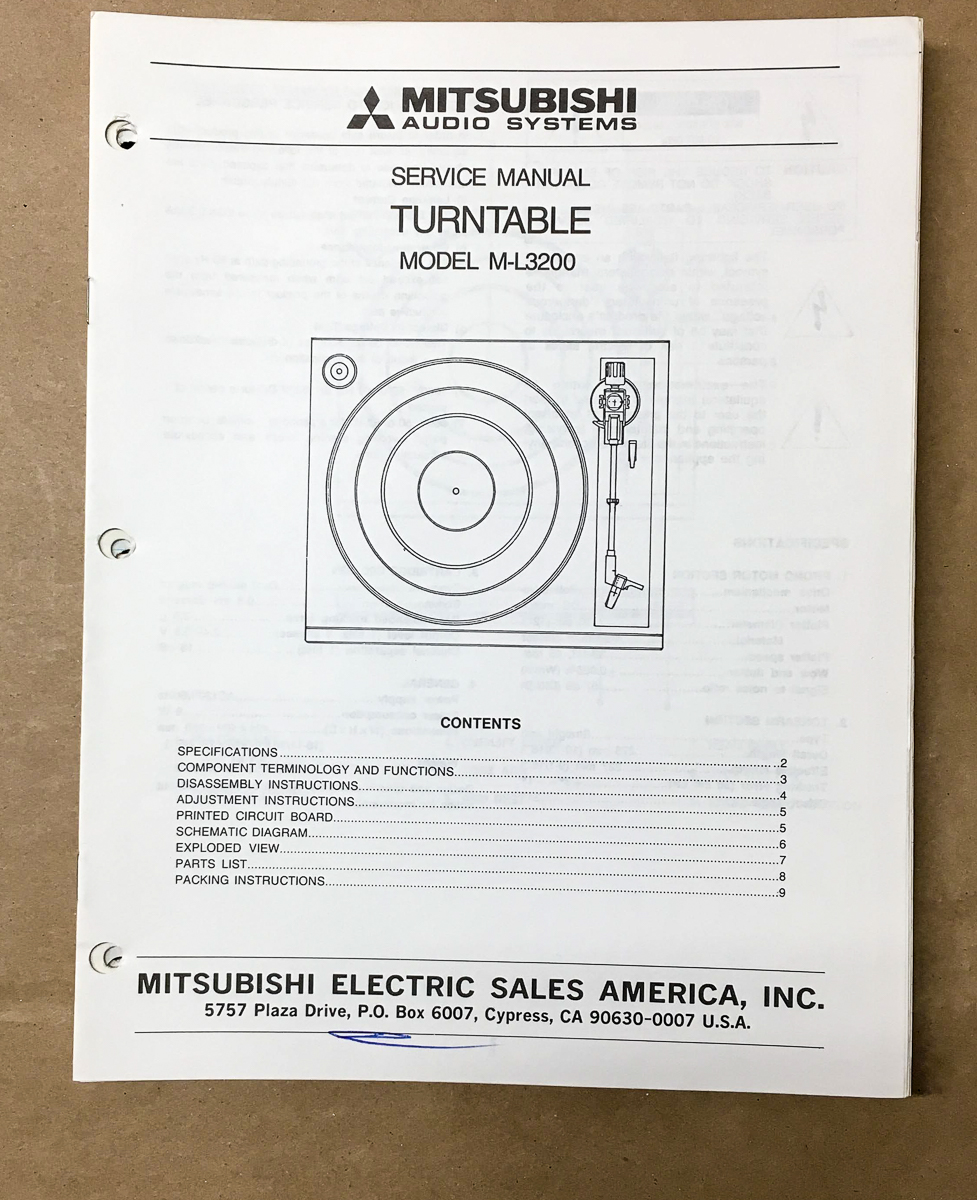 MITSUBISHI
AUDIO SYSTEMS
SERVICE MANUAL
TURNTABLE
MODEL M-L3200
CONTENTS
SPECIFICATIONS........................................2
COMPONENT TERMINOLOGY AND FUNCTIONS........................................3
DISASSEMBLY INSTRUCTIONS........................................4
ADJUSTMENT INSTRUCTIONS........................................5
PRINTED CIRCUIT BOARD........................................5
SCHEMATIC DIAGRAM........................................6
EXPLODED VIEW........................................7
PARTS LIST........................................8
PACKING INSTRUCTIONS........................................9
MITSUBISHI ELECTRIC SALES AMERICA, INC.
5757 Plaza Drive, P.O. Box 6007, Cypress, CA 90630-0007 U.S.A.